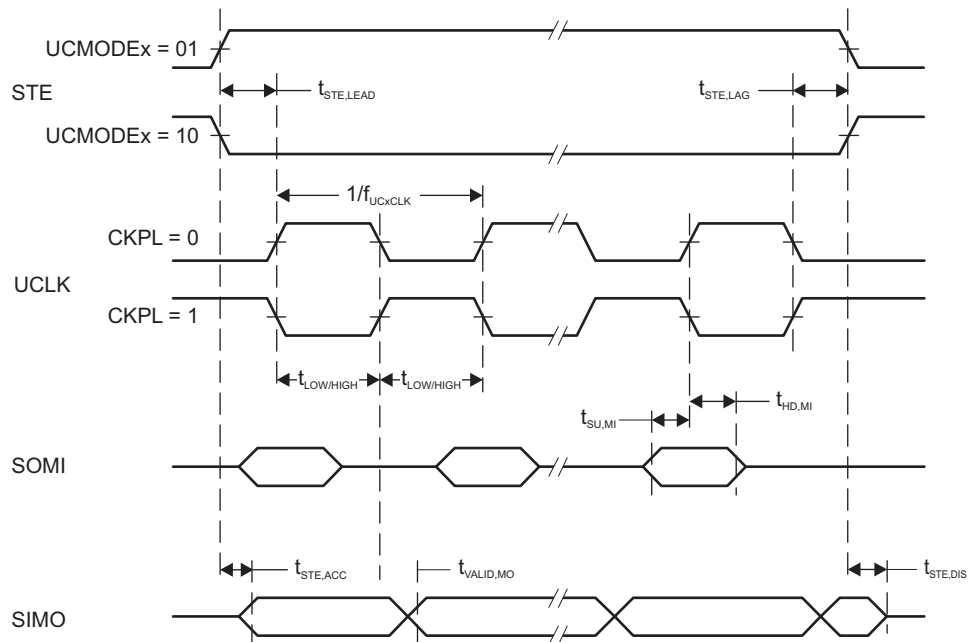 UCMODEx = 01
STE
tSTE,LEAD
tSTE,LAG
UCMODEx = 10
1/fUCxCLK
CKPL = 0
UCLK
CKPL = 1
tLOW/HIGH
tLOW/HIGH
tSU,MI
tHD,MI
SOMI
tSTE,ACC
tVALID,MO
tSTE,DIS
SIMO